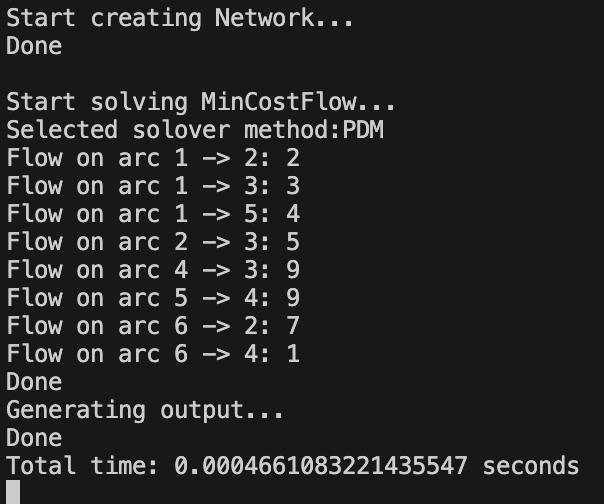 Start creating Network...
Done
Start solving MinCostFlow...
Selected solover method:PDM
Flow on arc 1 -> 2: 2
Flow on arc 1 -> 3: 3
Flow on arc 1 -> 5: 4
Flow on arc 2 -> 3: 5
Flow on arc 4 -> 3: 9
Flow on arc 5 -> 4: 9
Flow on arc 6 -> 2: 7
Flow on arc 6 -> 4: 1
Done
Generating output...
Done
Total time: 0.0004661083221435547 seconds